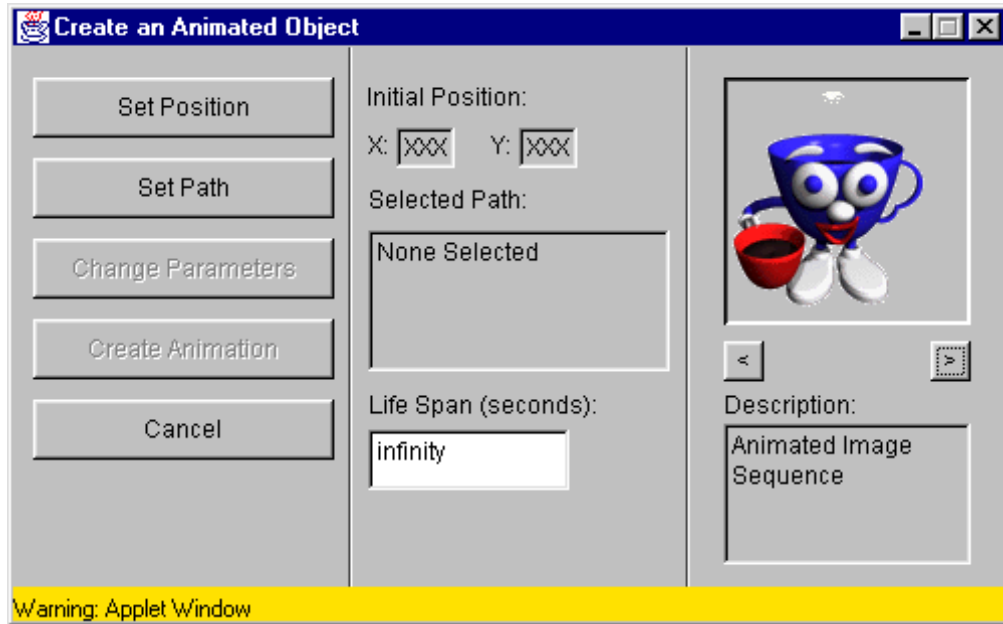 Create an Animated Object
Set Position
Set Path
Change Parameters
Create Animation
Cancel
Initial Position:
X: XXX Y: XXX
Selected Path:
None Selected
Life Span (seconds):
infinity
< >
Description:
Animated Image
Sequence
Warning: Applet Window